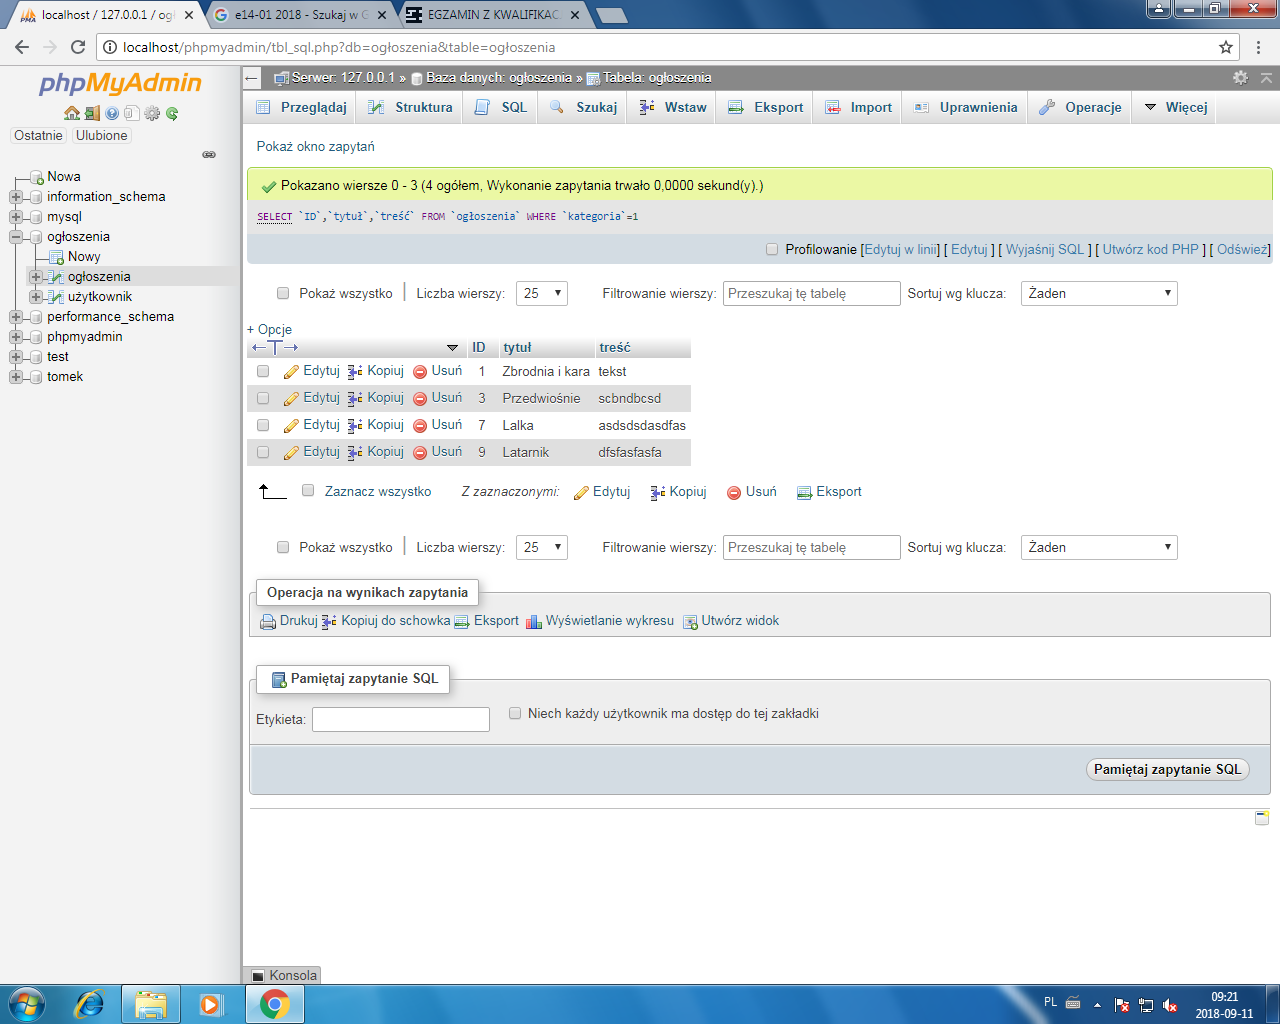 localhost / 127.0.0.1 / ogł
e14-01 2018 - Szukaj w G
EGZAMIN Z KWALIFIKAC
localhost/phpmyadmin/tbl_sql.php?db=ogłoszenia&table=ogłoszenia
phpMyAdmin
Ostatnie Ulubione
Nowa
information_schema
mysql
ogłoszenia
Nowy
ogłoszenia
użytkownik
performance_schema
phpmyadmin
test
tomek
Serwer: 127.0.0.1 » Baza danych: ogłoszenia » Tabela: ogłoszenia
Przeglądaj Struktura SQL Szukaj Wstaw Eksport Import Uprawnienia Operacje Więcej
Pokaż okno zapytań
Pokazano wiersze 0 - 3 (4 ogółem, Wykonanie zapytania trwało 0,0000 sekund(y).)
SELECT `ID`,`tytuł`,`treść` FROM `ogłoszenia` WHERE `kategoria`=1
Profilowanie [Edytuj w linii] [ Edytuj ] [ Wyjaśnij SQL ] [ Utwórz kod PHP ] [ Odśwież]
Pokaż wszystko Liczba wierszy: 25 Filtrowanie wierszy: Przeszukaj tę tabelę Sortuj wg klucza: Żaden
+ Opcje
ID tytuł treść
Edytuj Kopiuj Usuń 1 Zbrodnia i kara tekst
Edytuj Kopiuj Usuń 3 Przedwiośnie scbndbcsd
Edytuj Kopiuj Usuń 7 Lalka asdsdsdasdfas
Edytuj Kopiuj Usuń 9 Latarnik dfsfasfasfa
Zaznacz wszystko Z zaznaczonymi: Edytuj Kopiuj Usuń Eksport
Pokaż wszystko Liczba wierszy: 25 Filtrowanie wierszy: Przeszukaj tę tabelę Sortuj wg klucza: Żaden
Operacja na wynikach zapytania
Drukuj Kopiuj do schowka Eksport Wyświetlanie wykresu Utwórz widok
Pamiętaj zapytanie SQL
Etykieta: Niech każdy użytkownik ma dostęp do tej zakładki
Pamiętaj zapytanie SQL
Konsola
PL
09:21
2018-09-11